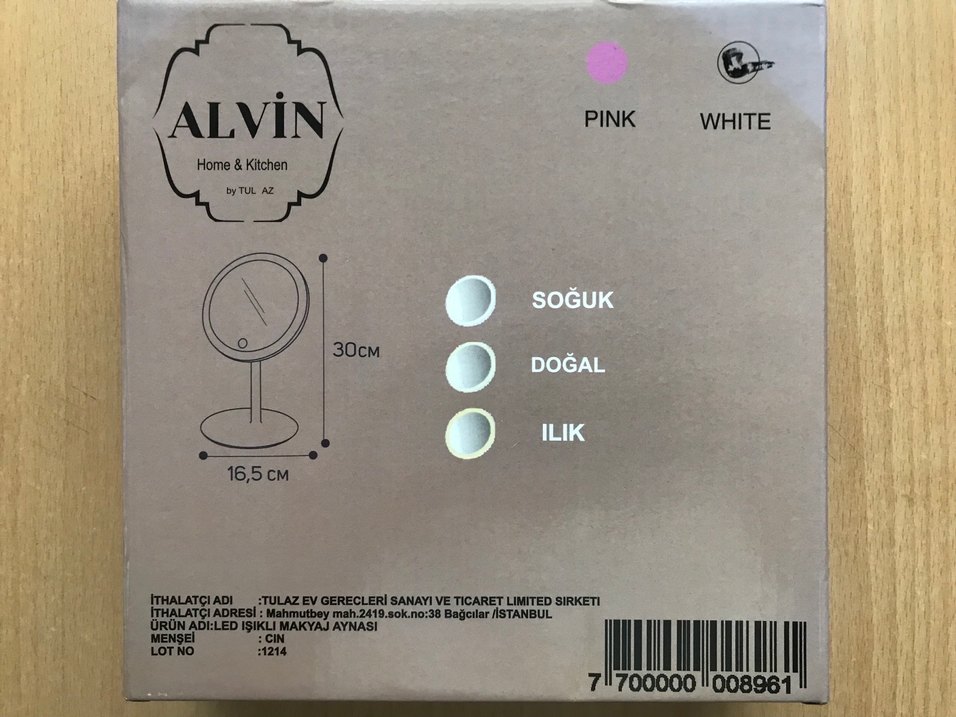 ALVİN
Home & Kitchen
by TUL AZ
PINK
WHITE
30CM
16,5 CM
SOĞUK
DOĞAL
ILIK
İTHALATÇI ADI :TULAZ EV GERECLERİ SANAYI VE TICARET LIMITED SIRKETI
İTHALATÇI ADRESİ : Mahmutbey mah.2419.sok.no:38 Bağcılar /İSTANBUL
ÜRÜN ADI:LED IŞIKLI MAKYAJ AYNASI
MENŞEİ : CIN
LOT NO :1214
7 700000 008961